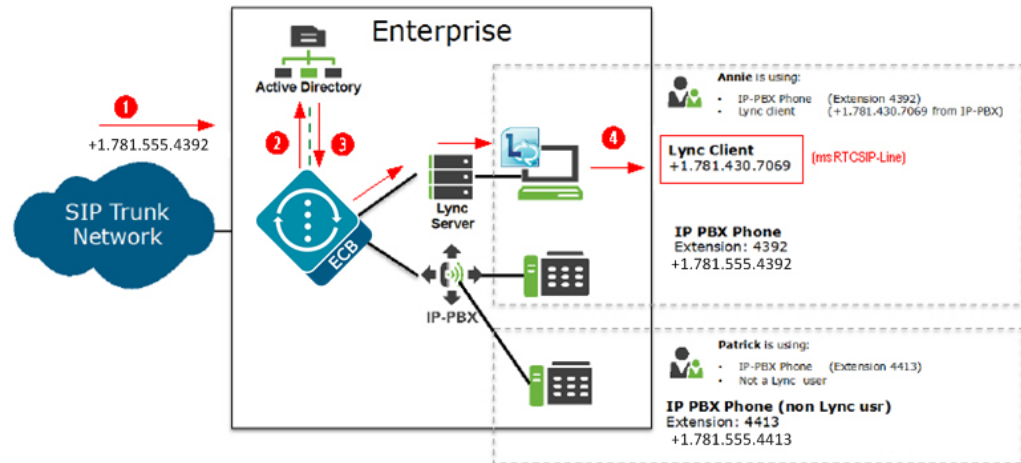 Enterprise
Active Directory
1
+1.781.555.4392
2
3
SIP Trunk
Network
ECB
Lync
Server
IP-PBX
L
4
Annie is using:
• IP-PBX Phone (Extension 4392)
• Lync client (+1.781.430.7069 from IP-PBX)
Lync Client
+1.781.430.7069
(msRTCSIP-Line)
IP PBX Phone
Extension: 4392
+1.781.555.4392
Patrick is using:
• IP-PBX Phone (Extension 4413)
• Not a Lync user
IP PBX Phone (non Lync usr)
Extension: 4413
+1.781.555.4413